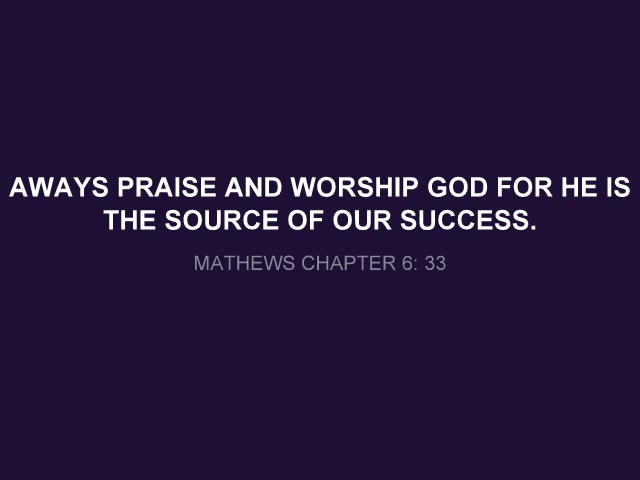 AWAYS PRAISE AND WORSHIP GOD FOR HE IS
THE SOURCE OF OUR SUCCESS.
MATHEWS CHAPTER 6: 33